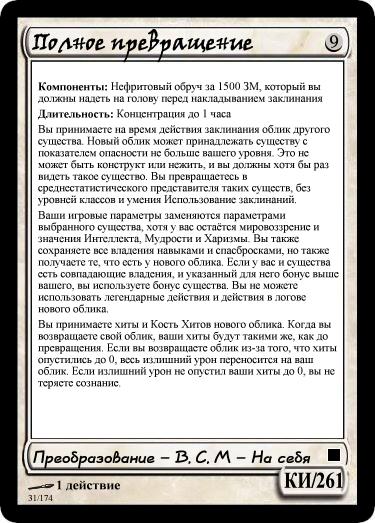 Полное превращение 9
Компоненты: Нефритовый обруч за 1500 ЗМ, который вы
должны надеть на голову перед накладыванием заклинания
Длительность: Концентрация до 1 часа
Вы принимаете на время действия заклинания облик другого
существа. Новый облик может принадлежать существу с
показателем опасности не больше вашего уровня. Это не
может быть конструкт или нежить, и вы должны хотя бы раз
видеть такое существо. Вы превращаетесь в
среднестатистического представителя таких существ, без
уровней классов и умения Использование заклинаний.
Ваши игровые параметры заменяются параметрами
выбранного существа, хотя у вас остаётся мировоззрение и
значения Интеллекта, Мудрости и Харизмы. Вы также
сохраняете все владения навыками и спасбросками, но также
получаете те, что есть у нового облика. Если у вас и существа
есть совпадающие владения, и указанный для него бонус выше
вашего, вы используете бонус существа. Вы не можете
использовать легендарные действия и действия в логове
нового облика.
Вы принимаете хиты и Кость Хитов нового облика. Когда вы
возвращаете свой облик, ваши хиты будут такими же, как до
превращения. Если вы возвращаете облик из-за того, что хиты
опустились до 0, весь излишний урон переносится на ваш
облик. Если излишний урон не опустил ваши хиты до 0, вы не
теряете сознание.
Преобразование – В, С, М – На себя
КИ/261
1 действие
31/174